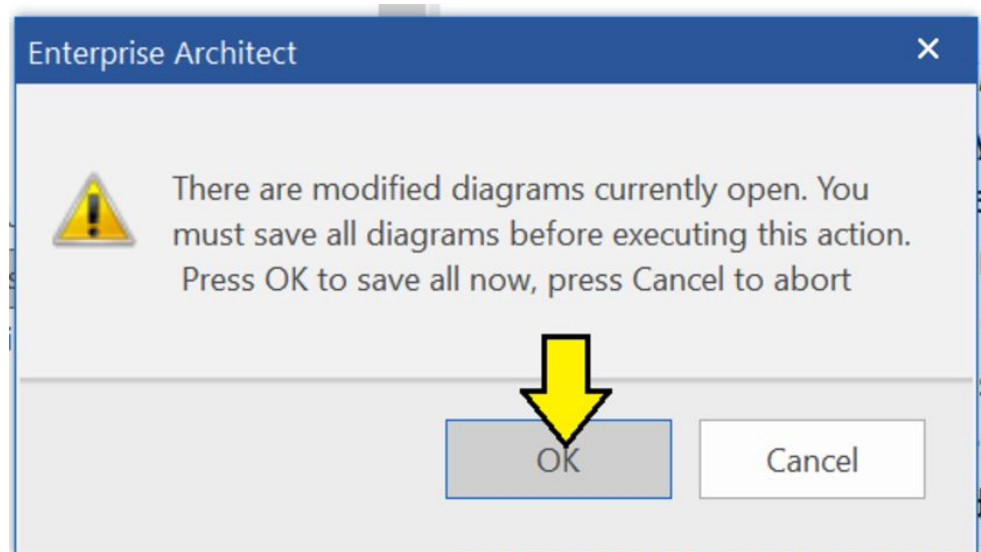 Enterprise Architect
There are modified diagrams currently open. You
must save all diagrams before executing this action.
Press OK to save all now, press Cancel to abort
OK
Cancel